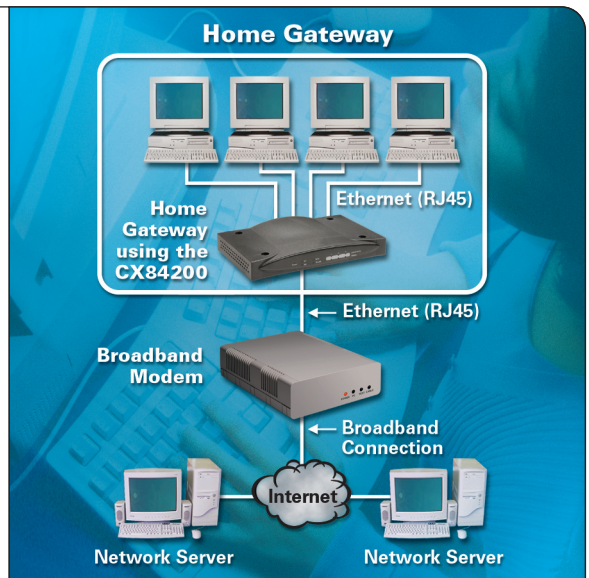 Home Gateway
Ethernet (RJ45)
Home
Gateway
using the
CX84200
Ethernet (RJ45)
Broadband
Modem
Broadband
Connection
Internet
Network Server
Network Server